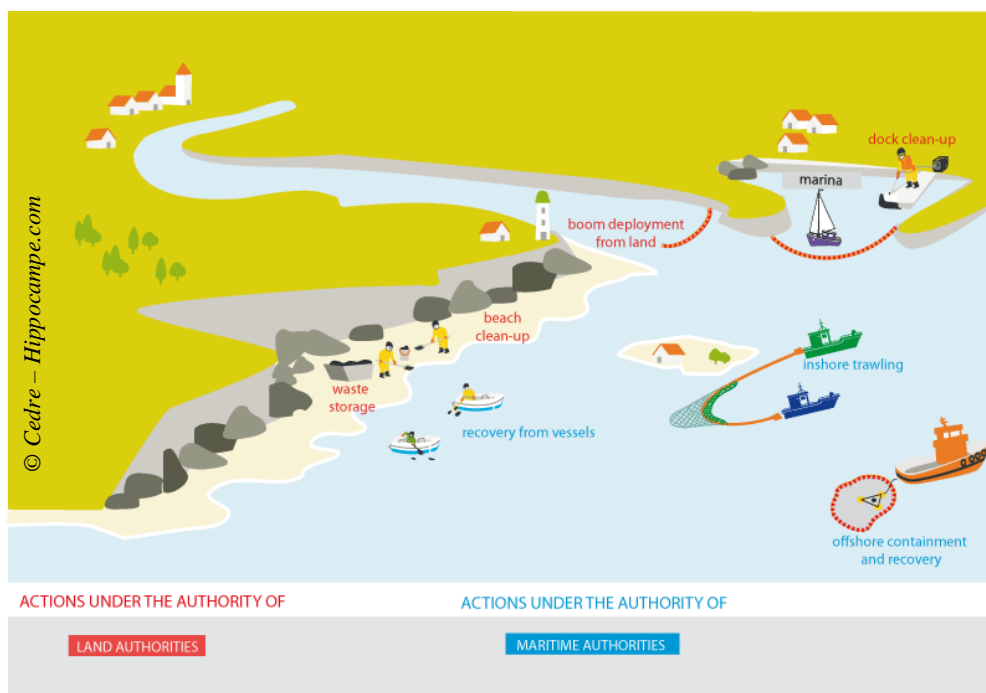 dock clean-up
marina
boom deployment
from land
© Cedre – Hippocampe.com
beach
clean-up
inshore trawling
waste
storage
recovery from vessels
offshore containment
and recovery
ACTIONS UNDER THE AUTHORITY OF
LAND AUTHORITIES
ACTIONS UNDER THE AUTHORITY OF
MARITIME AUTHORITIES